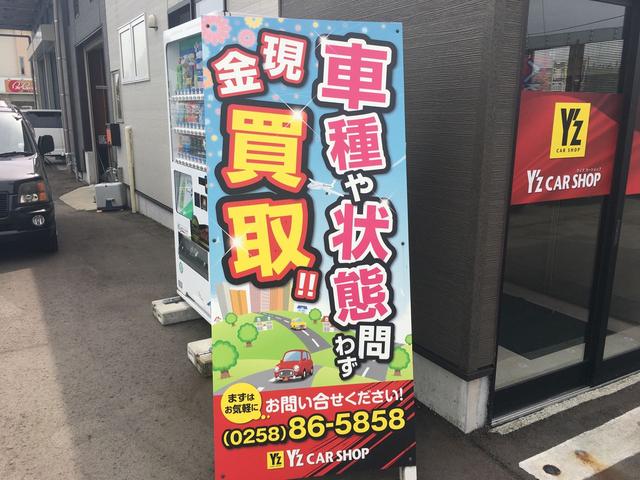 車種や状態問わず
現金
買取!!
まずは
お気軽に
お問い合せください!
(0258)86-5858
Y'z Y'Z CAR SHOP
Y'z
CAR SHOP
Y'Z CAR SHOP